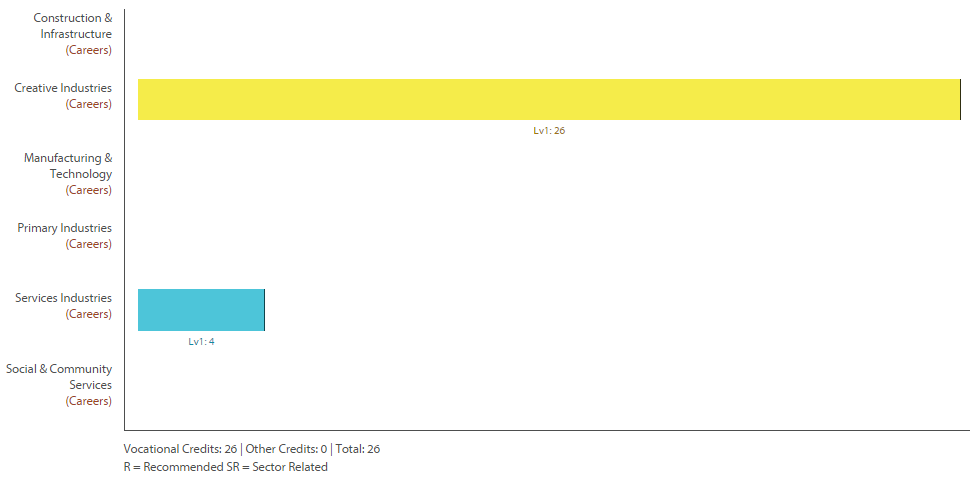 Construction &
Infrastructure
(Careers)
Creative Industries
(Careers)
Lv1: 26
Manufacturing &
Technology
(Careers)
Primary Industries
(Careers)
Services Industries
(Careers)
Lv1: 4
Social & Community
Services
(Careers)
Vocational Credits: 26 | Other Credits: 0 | Total: 26
R = Recommended SR = Sector Related